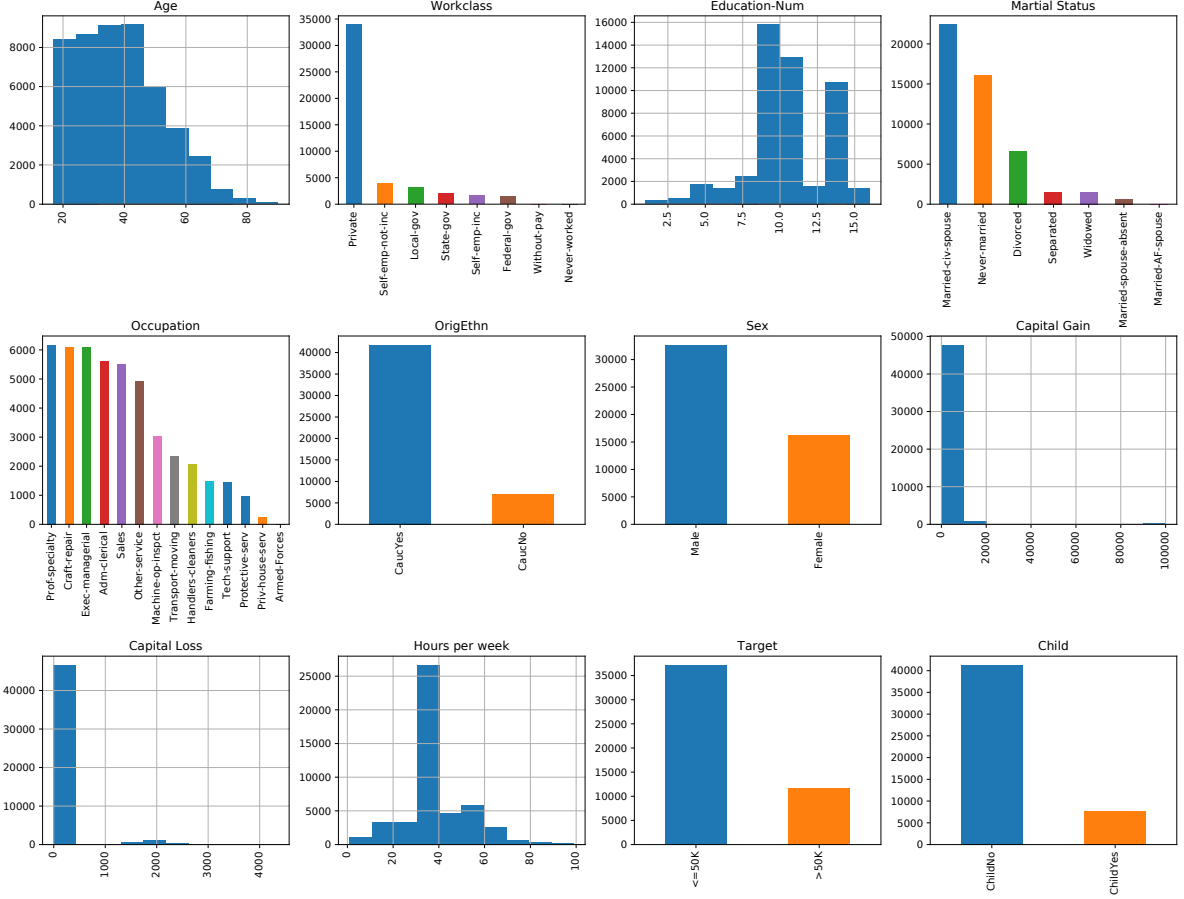 Age
8000
6000
4000
2000
0
20
40
60
80
Workclass
35000
30000
25000
20000
15000
10000
5000
0
Private
Self-emp-not-inc
Local-gov
State-gov
Self-emp-inc
Federal-gov
Without-pay
Never-worked
Education-Num
16000
14000
12000
10000
8000
6000
4000
2000
0
2.5
5.0
7.5
10.0
12.5
15.0
Martial Status
20000
15000
10000
5000
0
Married-civ-spouse
Never-married
Divorced
Separated
Widowed
Married-spouse-absent
Married-AF-spouse
Occupation
6000
5000
4000
3000
2000
1000
0
Prof-specialty
Craft-repair
Exec-managerial
Adm-clerical
Sales
Other-service
Machine-op-inspct
Transport-moving
Handlers-cleaners
Farming-fishing
Tech-support
Protective-serv
Priv-house-serv
Armed-Forces
OrigEthn
40000
35000
30000
25000
20000
15000
10000
5000
0
CaucYes
CaucNo
Sex
30000
25000
20000
15000
10000
5000
0
Male
Female
Capital Gain
50000
40000
30000
20000
10000
0
0
20000
40000
60000
80000
100000
Capital Loss
40000
30000
20000
10000
0
0
1000
2000
3000
4000
Hours per week
25000
20000
15000
10000
5000
0
0
20
40
60
80
100
Target
35000
30000
25000
20000
15000
10000
5000
0
<=50K
>50K
Child
40000
35000
30000
25000
20000
15000
10000
5000
0
ChildNo
ChildYes